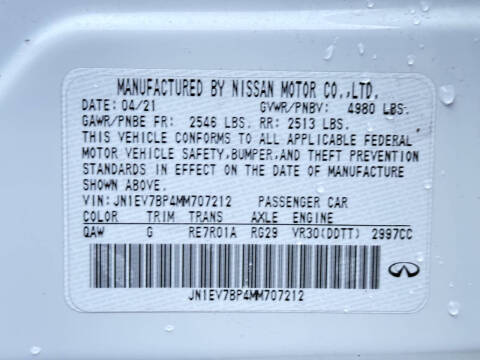 MANUFACTURED BY NISSAN MOTOR CO.,LTD.
DATE: 04/21 GVWR/PNBV: 4980 LBS.
GAWR/PNBE FR: 2546 LBS. RR: 2513 LBS.
THIS VEHICLE CONFORMS TO ALL APPLICABLE FEDERAL
MOTOR VEHICLE SAFETY,BUMPER,AND THEFT PREVENTION
STANDARDS IN EFFECT ON THE DATE OF MANUFACTURE
SHOWN ABOVE.
VIN: JN1EV7BP4MM707212 PASSENGER CAR
COLOR TRIM TRANS AXLE ENGINE
QAW G RE7R01A RG29 VR30(DDTT) 2997CC
JN1EV7BP4MM707212